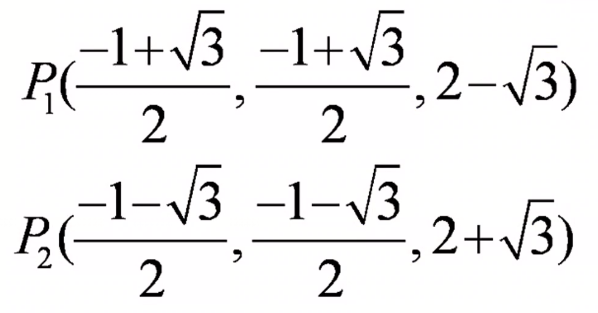 P₁((-1+√3)/2, (-1+√3)/2, 2-√3)
P₂((-1-√3)/2, (-1-√3)/2, 2+√3)